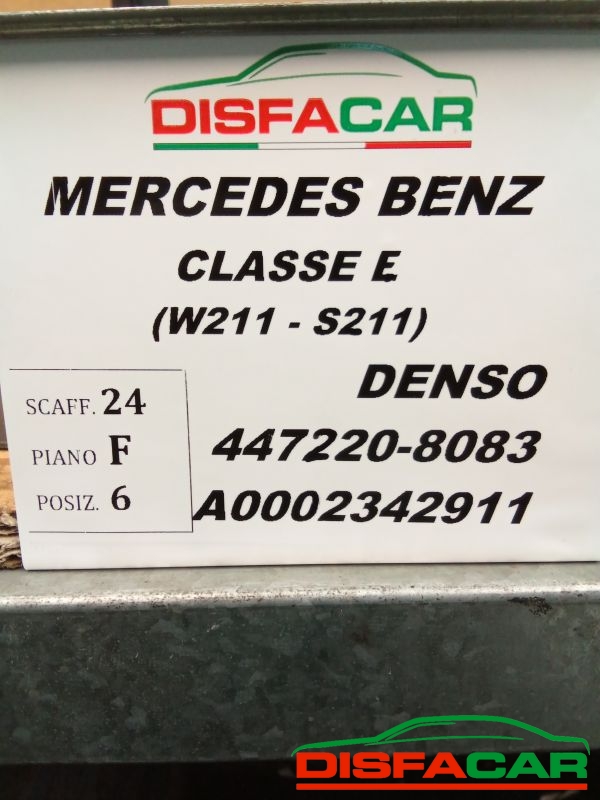 DISFACAR
MERCEDES BENZ
CLASSE E
(W211 - S211)
DENSO
447220-8083
A0002342911
SCAFF. 24
PIANO F
POSIZ. 6
DISFACAR